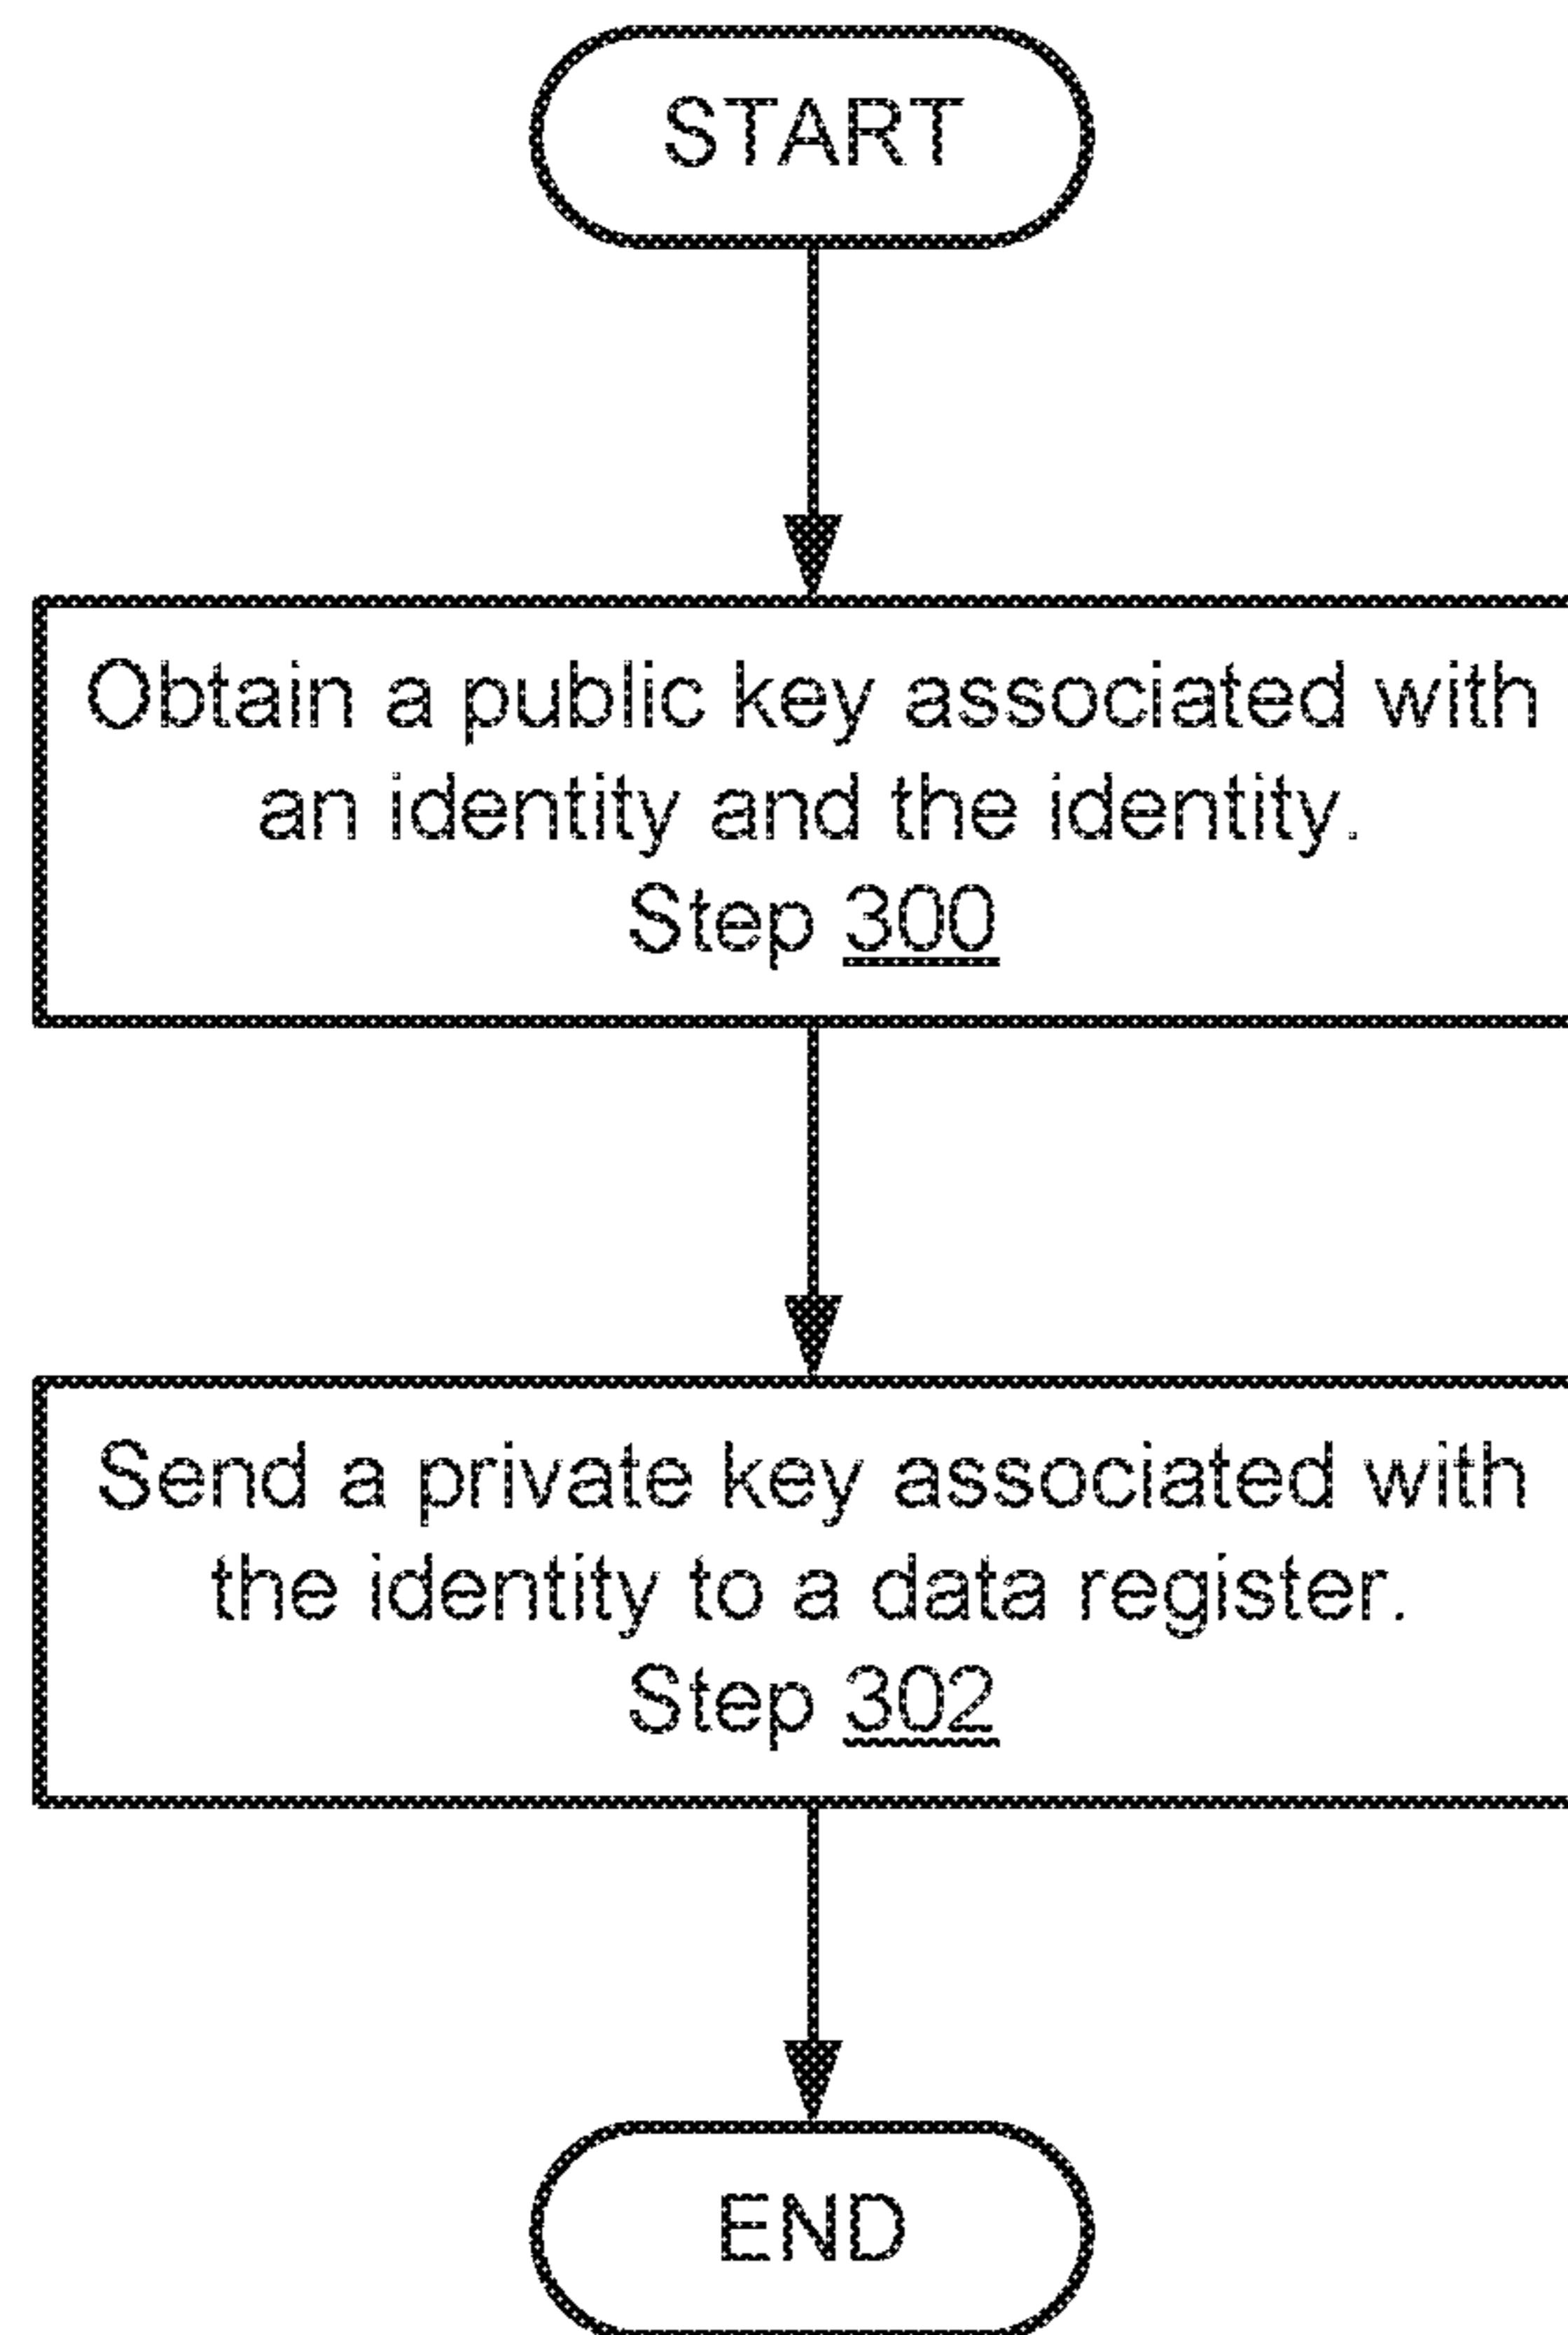 START
Obtain a public key associated with
an identity and the identity.
Step 300
Send a private key associated with
the identity to a data register.
Step 302
END